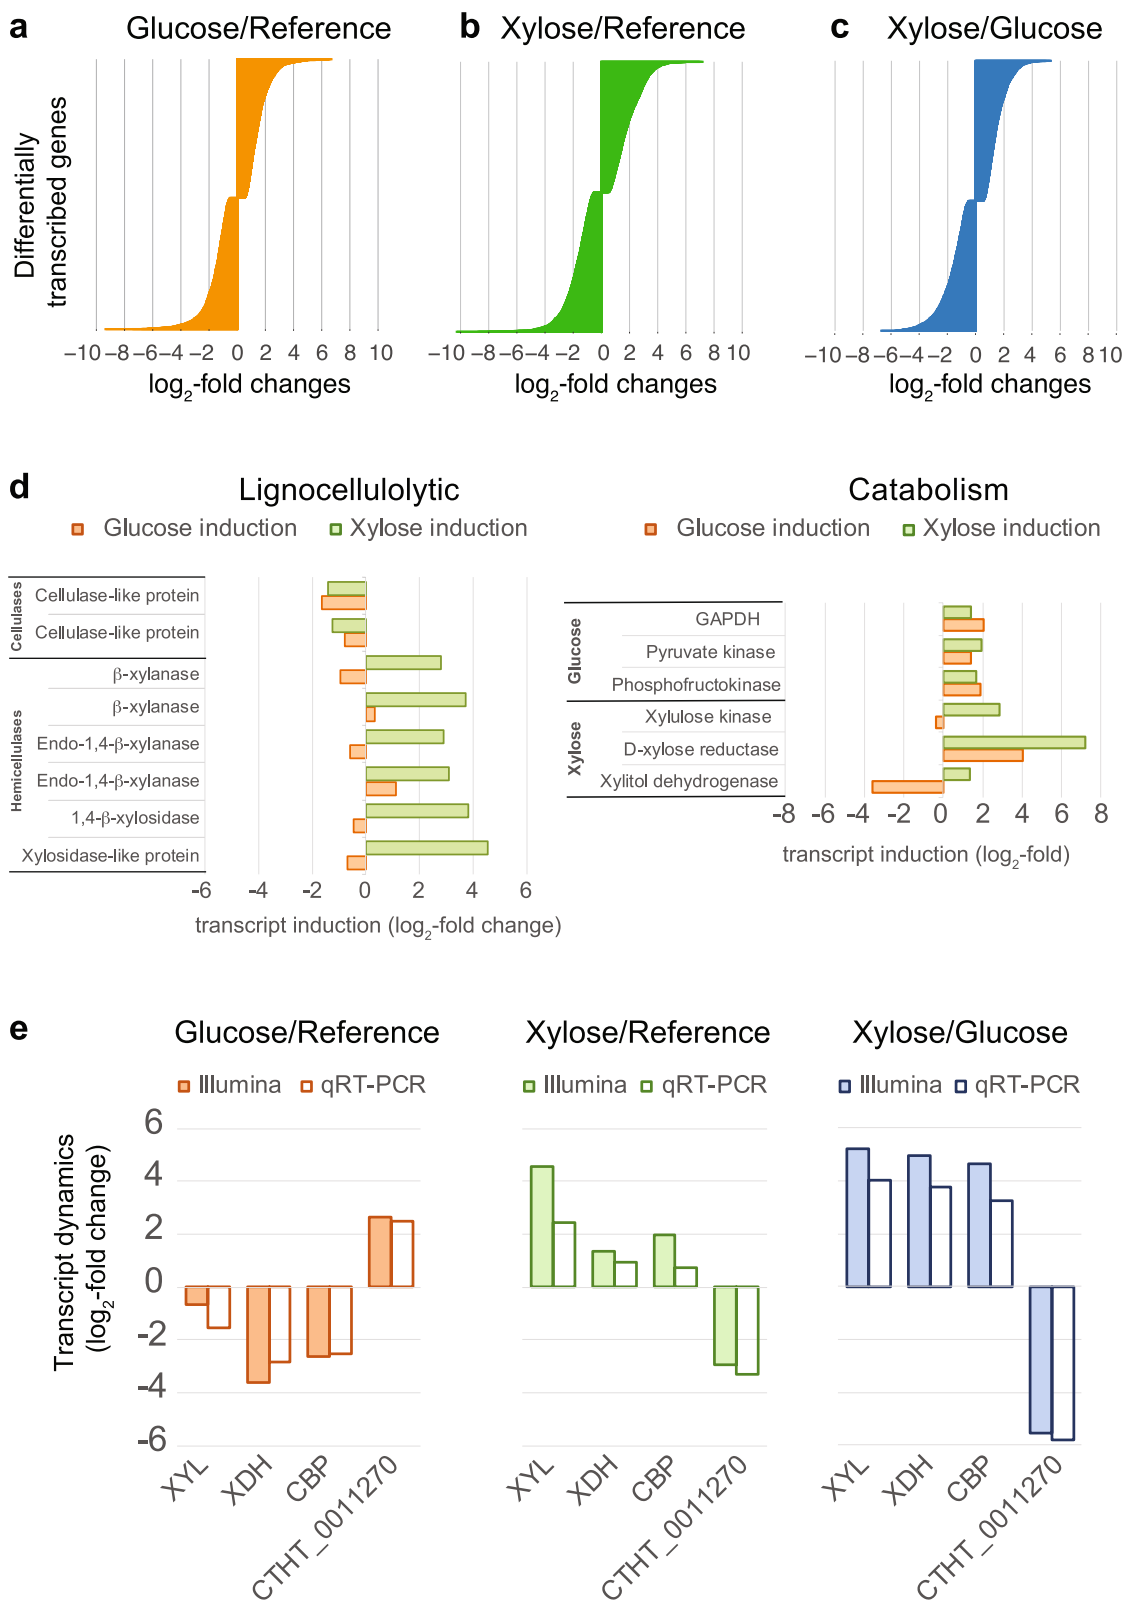 a Glucose/Reference b Xylose/Reference c Xylose/Glucose
Differentially
transcribed genes
−10 −8 −6 −4 −2 0 2 4 6 8 10
log2-fold changes
−10 −8 −6 −4 −2 0 2 4 6 8 10
log2-fold changes
−10 −8 −6 −4 −2 0 2 4 6 8 10
log2-fold changes
d Lignocellulolytic
Glucose induction Xylose induction
Cellulases
Cellulase-like protein
Cellulase-like protein
Hemicellulases
β-xylanase
β-xylanase
Endo-1,4-β-xylanase
Endo-1,4-β-xylanase
1,4-β-xylosidase
Xylosidase-like protein
-6 -4 -2 0 2 4 6
transcript induction (log2-fold change)
Catabolism
Glucose induction Xylose induction
Glucose
GAPDH
Pyruvate kinase
Phosphofructokinase
Xylose
Xylulose kinase
D-xylose reductase
Xylitol dehydrogenase
-8 -6 -4 -2 0 2 4 6 8
transcript induction (log2-fold)
e Glucose/Reference Xylose/Reference Xylose/Glucose
Illumina qRT-PCR Illumina qRT-PCR Illumina qRT-PCR
Transcript dynamics
(log2-fold change)
6
4
2
0
-2
-4
-6
XYL XDH CBP CTHT_0011270
XYL XDH CBP CTHT_0011270
XYL XDH CBP CTHT_0011270